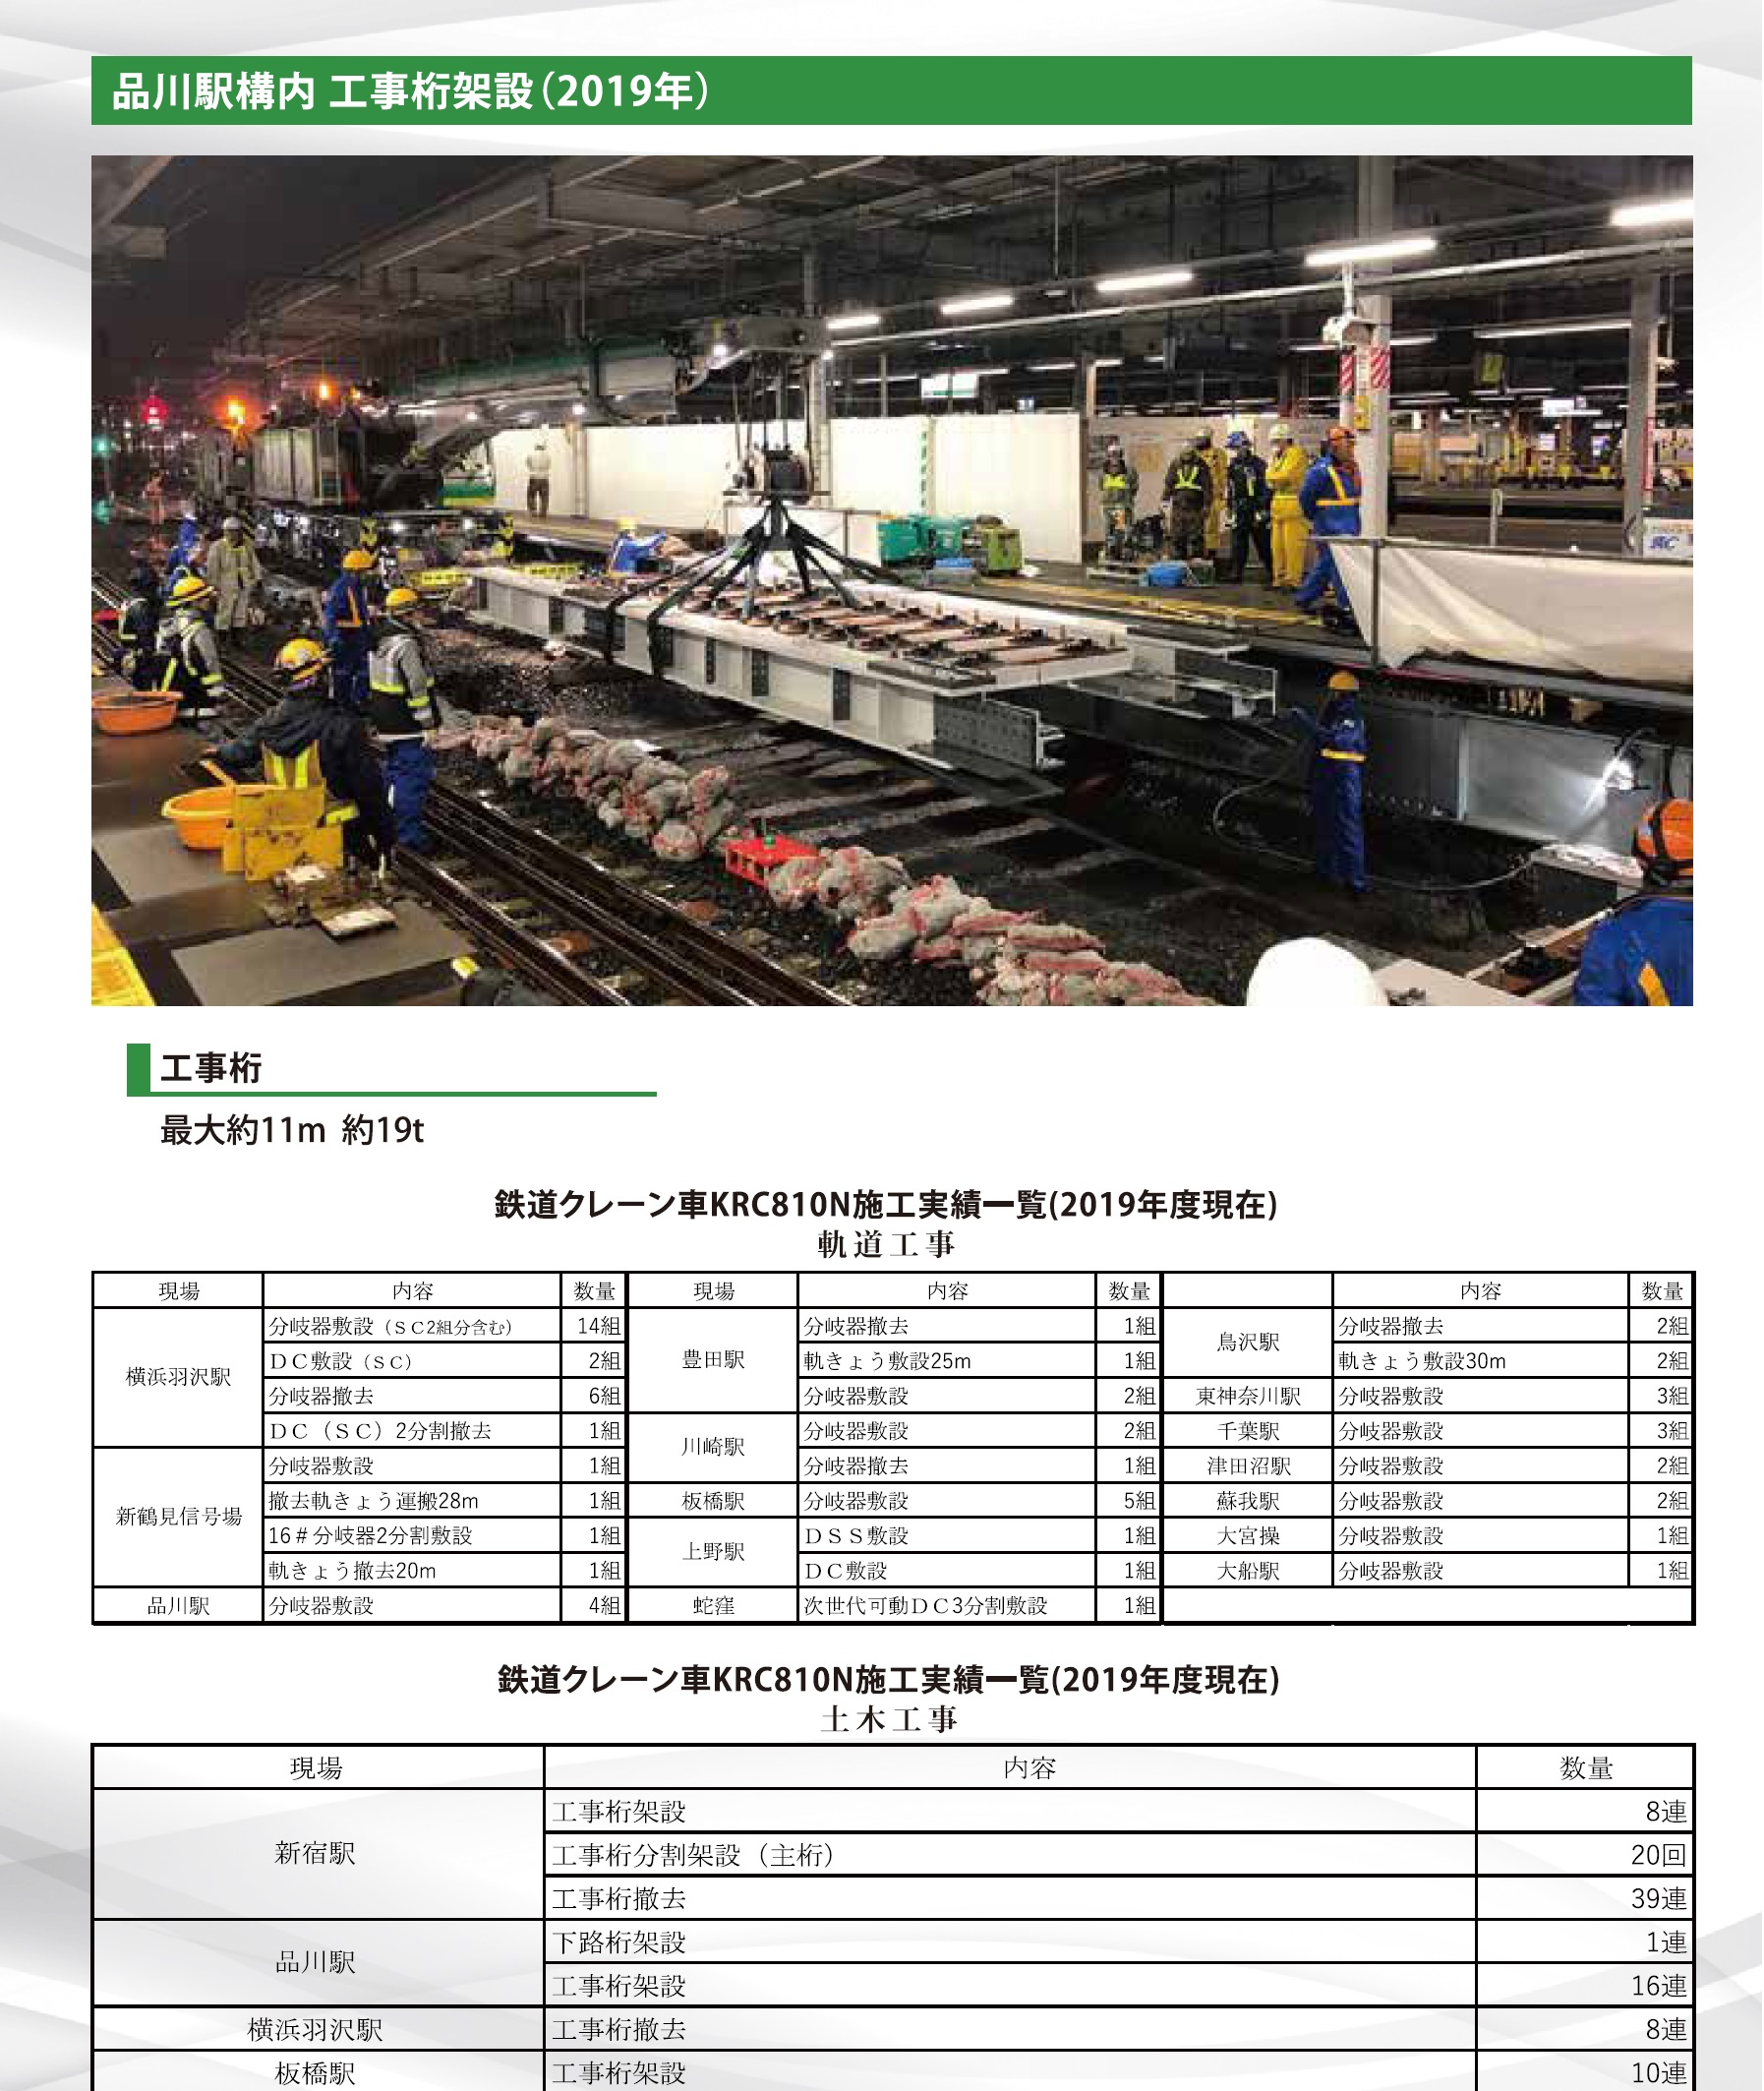 品川駅構内 工事桁架設（2019年）
工事桁
最大約11m 約19t
鉄道クレーン車KRC810N施工実績一覧(2019年度現在)
軌道工事
現場 内容 数量 現場 内容 数量 内容 数量
横浜羽沢駅 分岐器敷設（ＳＣ2組分含む） 14組 豊田駅 分岐器撤去 1組 鳥沢駅 分岐器撤去 2組
ＤＣ敷設（ＳＣ） 2組 軌きょう敷設25m 1組 軌きょう敷設30m 2組
分岐器撤去 6組 分岐器敷設 2組 東神奈川駅 分岐器敷設 3組
ＤＣ（ＳＣ）2分割撤去 1組 川崎駅 分岐器敷設 2組 千葉駅 分岐器敷設 3組
新鶴見信号場 分岐器敷設 1組 分岐器撤去 1組 津田沼駅 分岐器敷設 2組
撤去軌きょう運搬28m 1組 板橋駅 分岐器敷設 5組 蘇我駅 分岐器敷設 2組
16＃分岐器2分割敷設 1組 上野駅 ＤＳＳ敷設 1組 大宮操 分岐器敷設 1組
軌きょう撤去20m 1組 ＤＣ敷設 1組 大船駅 分岐器敷設 1組
品川駅 分岐器敷設 4組 蛇窪 次世代可動ＤＣ3分割敷設 1組
鉄道クレーン車KRC810N施工実績一覧(2019年度現在)
土木工事
現場 内容 数量
新宿駅 工事桁架設 8連
工事桁分割架設（主桁） 20回
工事桁撤去 39連
品川駅 下路桁架設 1連
工事桁架設 16連
横浜羽沢駅 工事桁撤去 8連
板橋駅 工事桁架設 10連